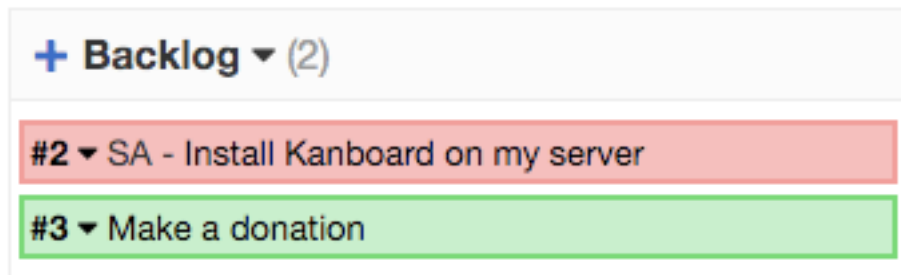 + Backlog (2)
#2 SA - Install Kanboard on my server
#3 Make a donation